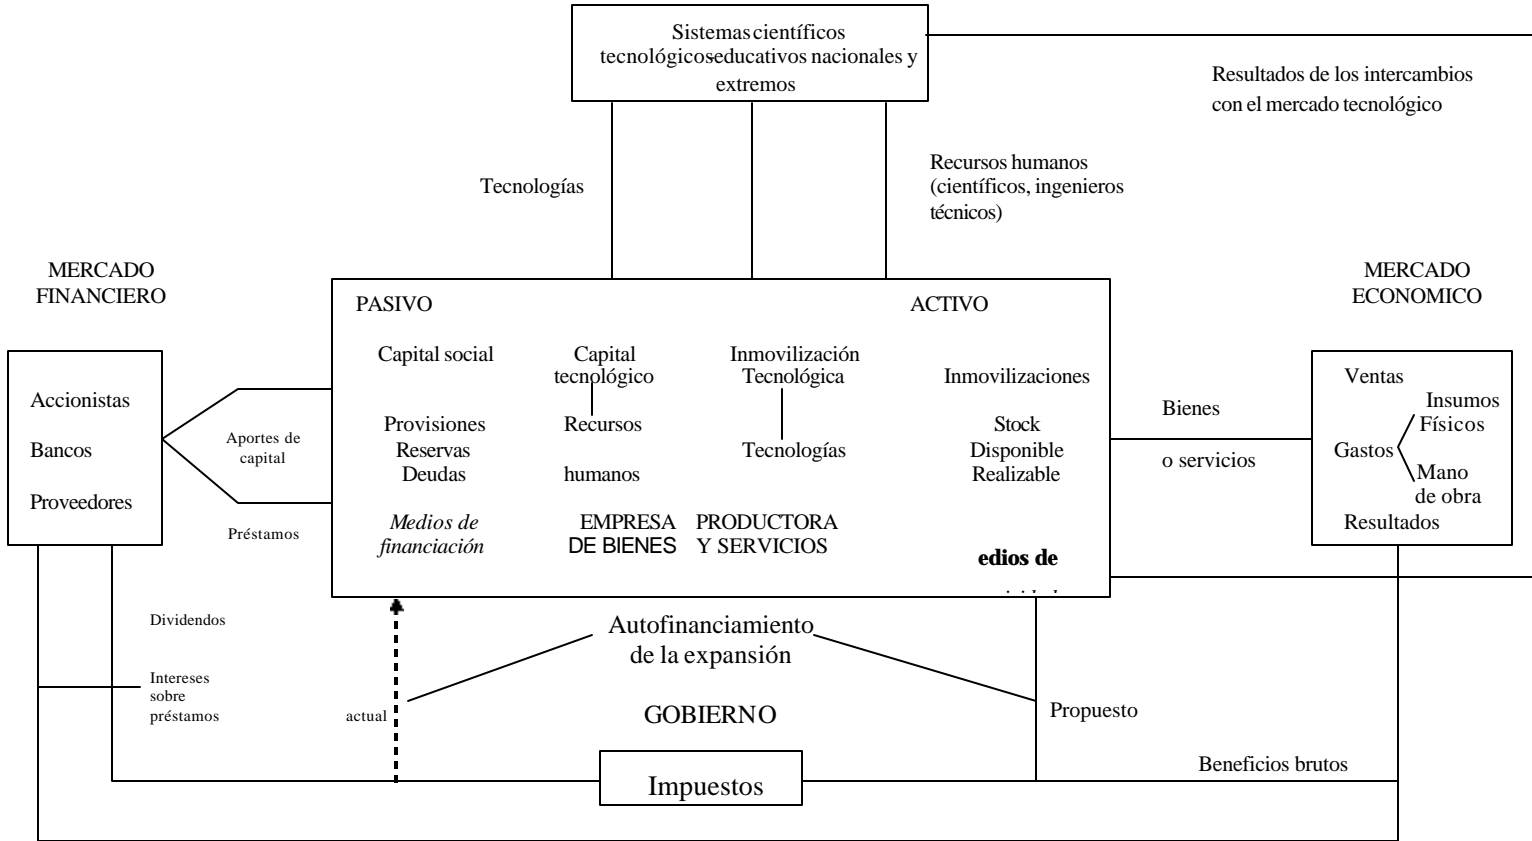 Sistemas científicos
tecnológicos-educativos nacionales y
extremos
Resultados de los intercambios
con el mercado tecnológico
Tecnologías
Recursos humanos
(científicos, ingenieros
técnicos)
MERCADO
FINANCIERO
MERCADO
ECONOMICO
PASIVO
ACTIVO
Capital social
Capital
tecnológico
Inmovilización
Tecnológica
Inmovilizaciones
Provisiones
Reservas
Deudas
Recursos
humanos
Tecnologías
Stock
Disponible
Realizable
Medios de
financiación
EMPRESA PRODUCTORA
DE BIENES Y SERVICIOS
edios de
Accionistas
Bancos
Proveedores
Aportes de
capital
Préstamos
Bienes
o servicios
Ventas
Insumos
Físicos
Gastos
Mano
de obra
Resultados
Dividendos
Intereses
sobre
préstamos
actual
Autofinanciamiento
de la expansión
GOBIERNO
Propuesto
Impuestos
Beneficios brutos